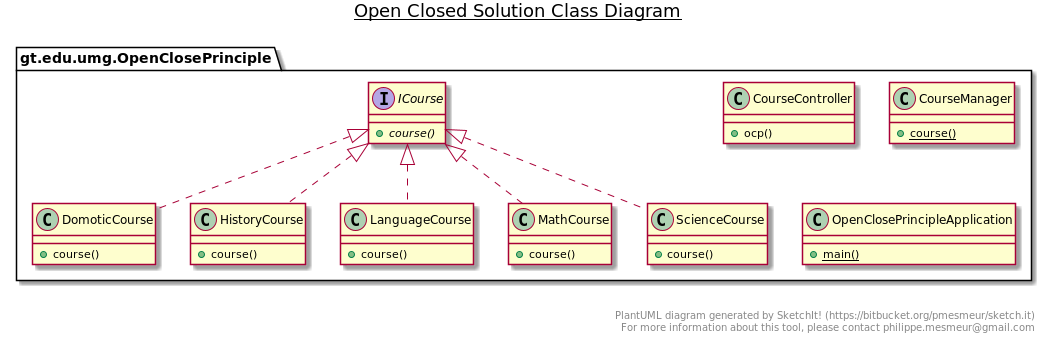 Open Closed Solution Class Diagram
gt.edu.umg.OpenClosePrinciple
I ICourse
course()
C CourseController
ocp()
C CourseManager
course()
C DomoticCourse
course()
C HistoryCourse
course()
C LanguageCourse
course()
C MathCourse
course()
C ScienceCourse
course()
C OpenClosePrincipleApplication
main()
PlantUML diagram generated by SketchIt! (https://bitbucket.org/pmesmeur/sketch.it)
For more information about this tool, please contact philippe.mesmeur@gmail.com